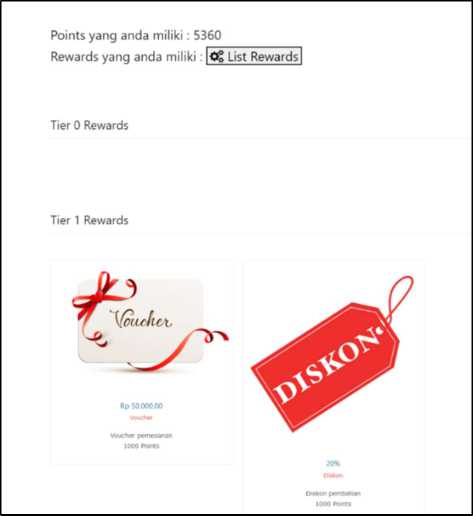 Points yang anda miliki : 5360
Rewards yang anda miliki : List Rewards
Tier 0 Rewards
Tier 1 Rewards
Voucher
Rp 50.000,00
Voucher
Voucher pemesanan
1000 Points
DISKON
20%
Diskon
Diskon pembelian
1000 Points